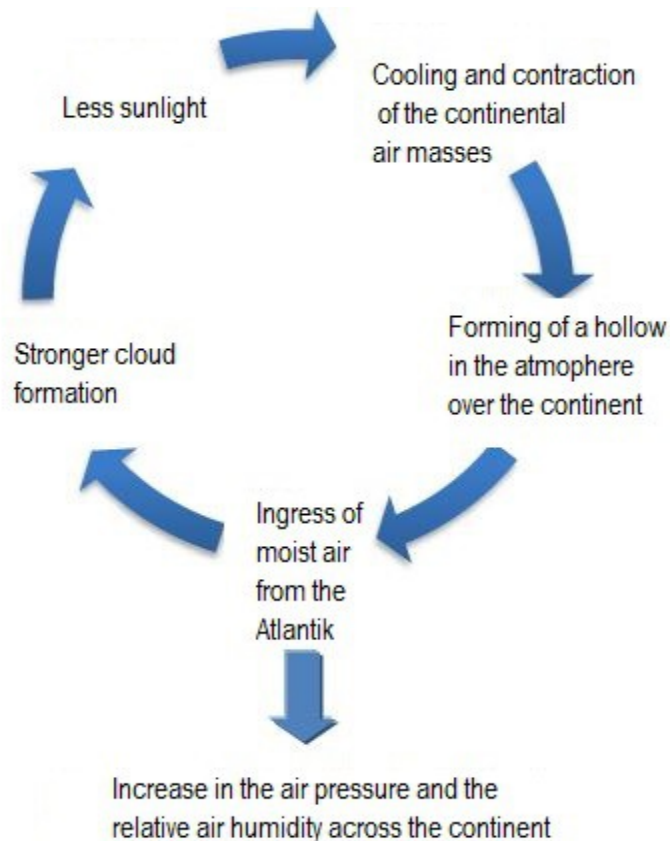 Less sunlight
Cooling and contraction
of the continental
air masses
Forming of a hollow
in the atmophere
over the continent
Ingress of
moist air
from the
Atlantik
Stronger cloud
formation
Increase in the air pressure and the
relative air humidity across the continent